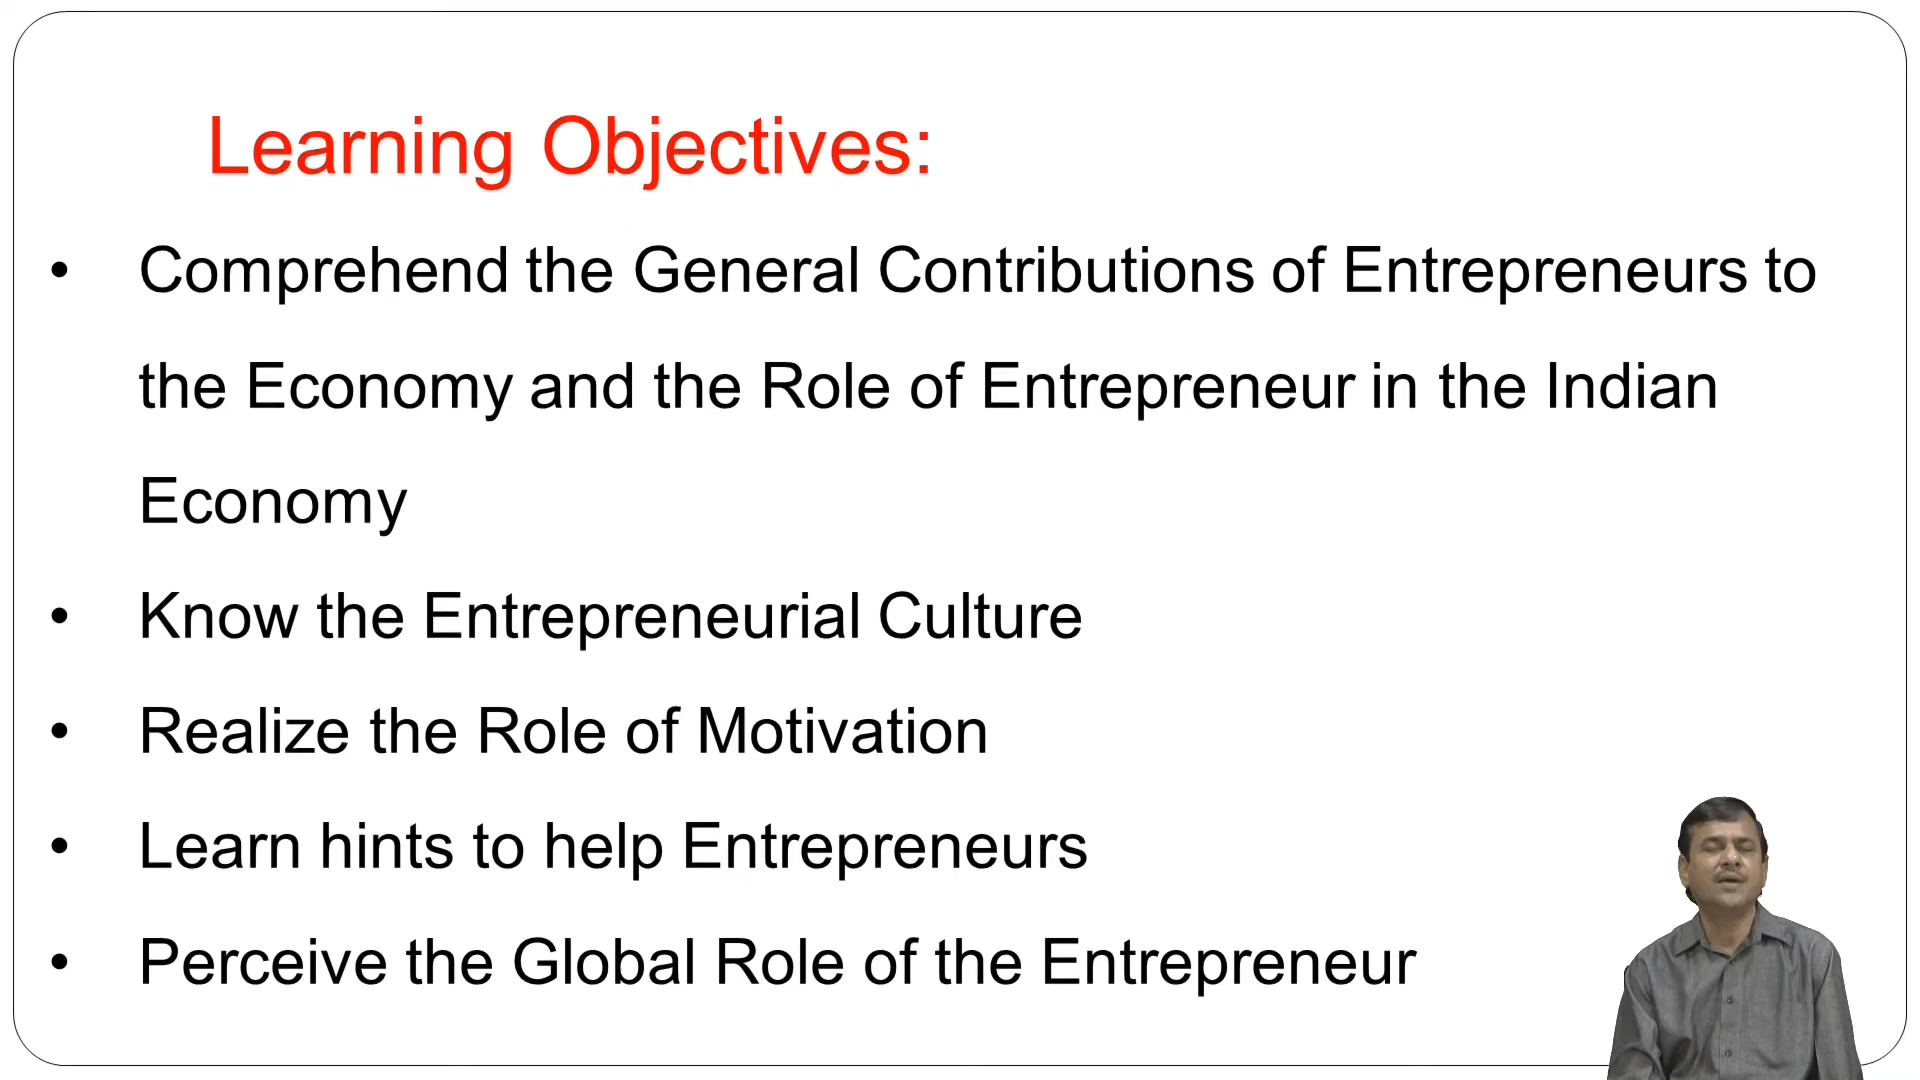 Learning Objectives:
• Comprehend the General Contributions of Entrepreneurs to
the Economy and the Role of Entrepreneur in the Indian
Economy
• Know the Entrepreneurial Culture
• Realize the Role of Motivation
• Learn hints to help Entrepreneurs
• Perceive the Global Role of the Entrepreneur